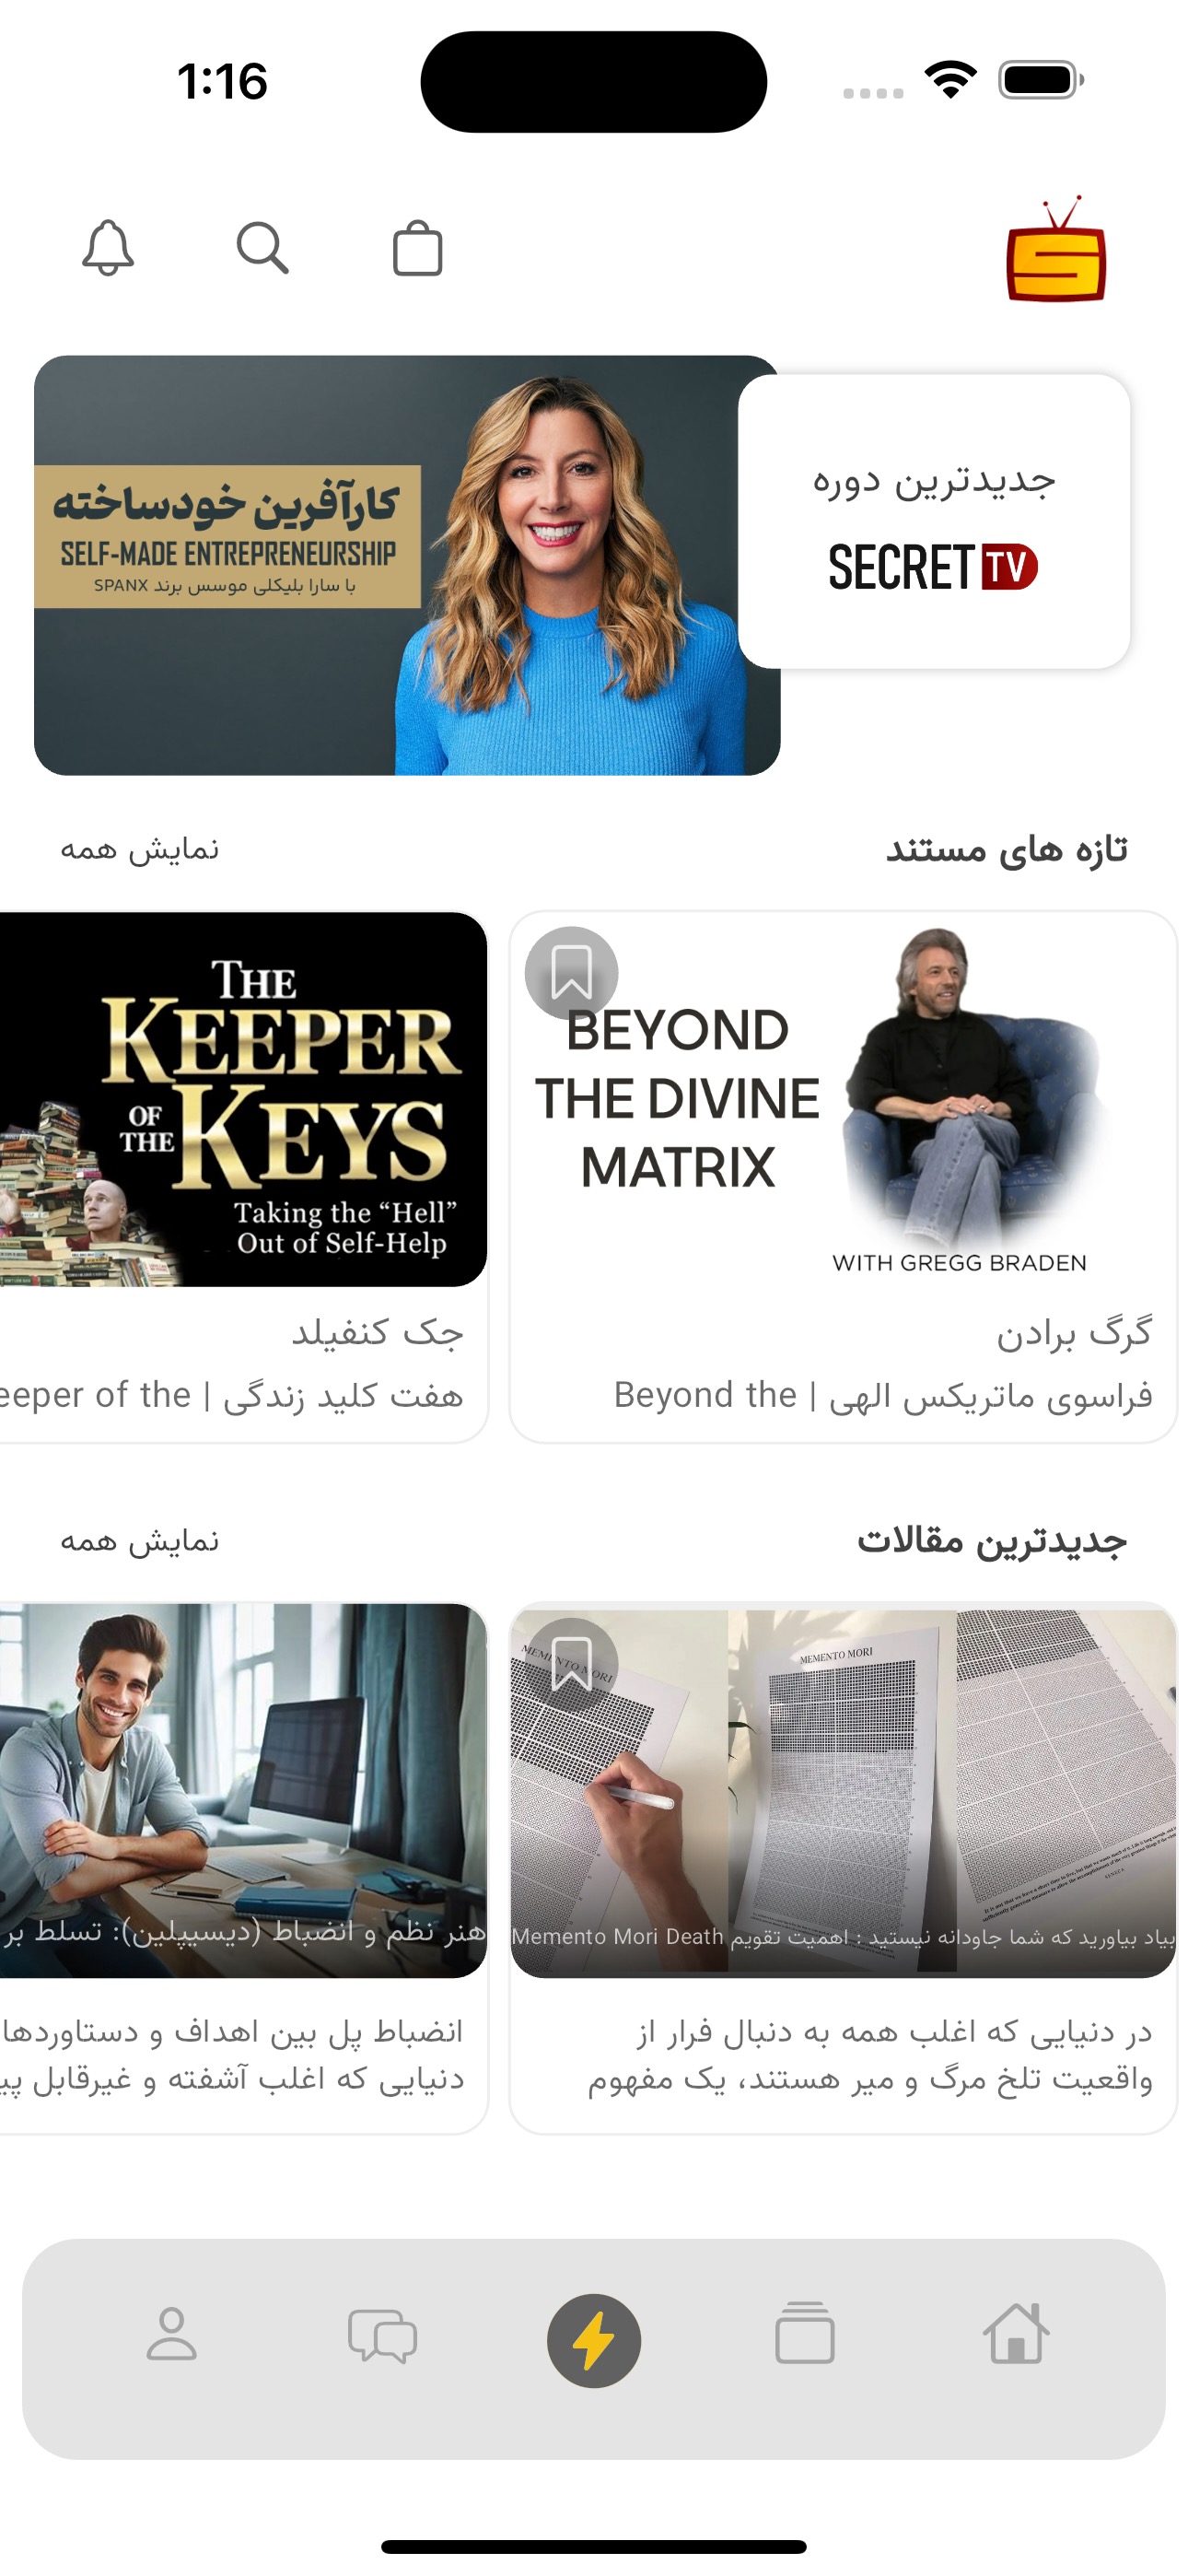 1:16
جدیدترین دوره
SECRET TV
کارآفرین خودساخته
SELF-MADE ENTREPRENEURSHIP
با سارا بلیکلی موسس برند SPANX
تازه های مستند
نمایش همه
BEYOND
THE DIVINE
MATRIX
WITH GREGG BRADEN
گرگ برادن
فراسوی ماتریکس الهی | Beyond the
THE
KEEPER
OF THE
KEYS
Taking the “Hell”
Out of Self-Help
جک کنفیلد
هفت کلید زندگی | eeper of the
جدیدترین مقالات
نمایش همه
MEMENTO MORI
MEMENTO MORI
بیاد بیاورید که شما جاودانه نیستید : اهمیت تقویم Memento Mori Death
در دنیایی که اغلب همه به دنبال فرار از
واقعیت تلخ مرگ و میر هستند، یک مفهوم
هنر نظم و انضباط (دیسیپلین): تسلط بر
انضباط پل بین اهداف و دستاوردها
دنیایی که اغلب آشفته و غیرقابل پی